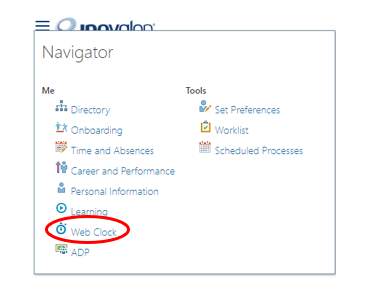 inovalon
Navigator
Me
Directory
Onboarding
Time and Absences
Career and Performance
Personal Information
Learning
Web Clock
ADP
Tools
Set Preferences
Worklist
Scheduled Processes